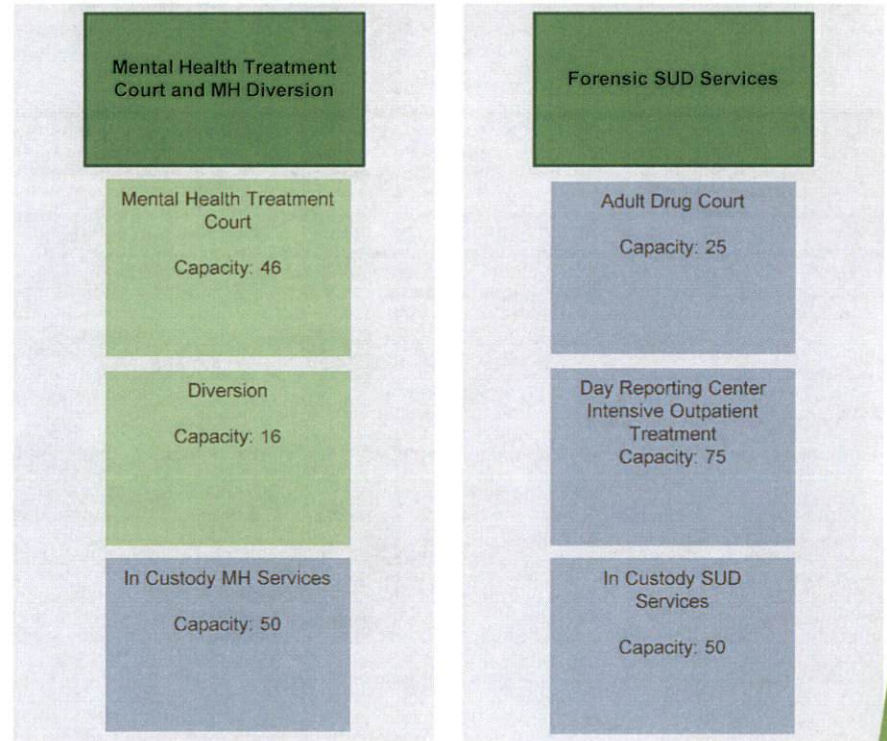 Mental Health Treatment
Court and MH Diversion
Mental Health Treatment
Court
Capacity: 46
Diversion
Capacity: 16
In Custody MH Services
Capacity: 50
Forensic SUD Services
Adult Drug Court
Capacity: 25
Day Reporting Center
Intensive Outpatient
Treatment
Capacity: 75
In Custody SUD
Services
Capacity: 50